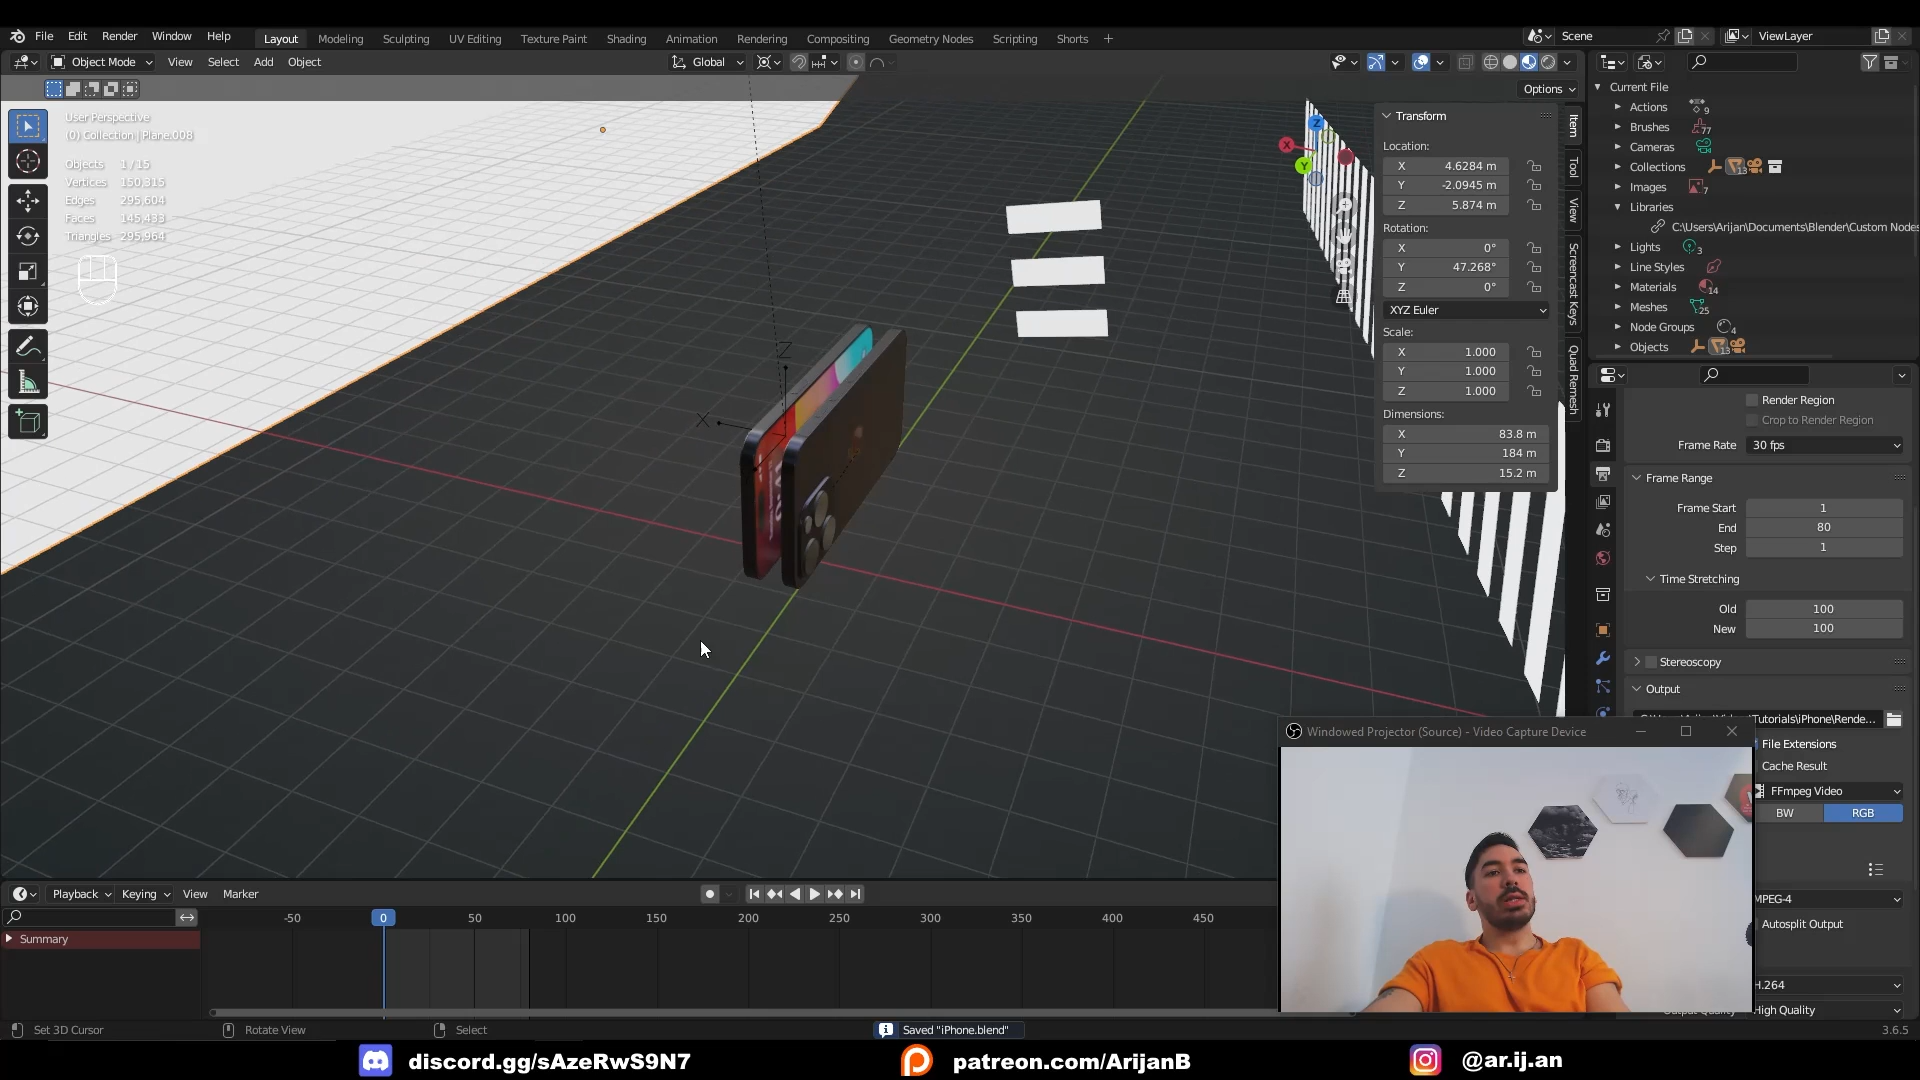 File Edit Render Window Help Layout Modeling Sculpting UV Editing Texture Paint Shading Animation Rendering Compositing Geometry Nodes Scripting Shorts + Scene ViewLayer
Object Mode View Select Add Object Global
Options
User Perspective
(0) Collection | Plane.008
Objects 1/15
Vertices 150,315
Edges 295,604
Faces 145,433
Triangles 295,964
X
Z
Z
X
Y
Transform
Location:
X 4.6284 m
Y -2.0945 m
Z 5.874 m
Rotation:
X 0°
Y 47.268°
Z 0°
XYZ Euler
Scale:
X 1.000
Y 1.000
Z 1.000
Dimensions:
X 83.8 m
Y 184 m
Z 15.2 m
Item
Tool
View
Screencast Keys
Quad Remesh
Current File
Actions 9
Brushes 77
Cameras
Collections 13
Images 7
Libraries
C:\Users\Arijan\Documents\Blender\Custom Nodes
Lights 3
Line Styles
Materials 14
Meshes 25
Node Groups 4
Objects 13
Render Region
Crop to Render Region
Frame Rate 30 fps
Frame Range
Frame Start 1
End 80
Step 1
Time Stretching
Old 100
New 100
Stereoscopy
Output
Tutorials\iPhone\Rende...
File Extensions
Cache Result
FFmpeg Video
BW RGB
MPEG-4
Autosplit Output
H.264
High Quality
Windowed Projector (Source) - Video Capture Device
Playback Keying View Marker
-50 0 50 100 150 200 250 300 350 400 450
Summary
Set 3D Cursor Rotate View Select Saved "iPhone.blend" 3.6.5
discord.gg/sAzeRwS9N7 patreon.com/ArijanB @ar.ij.an